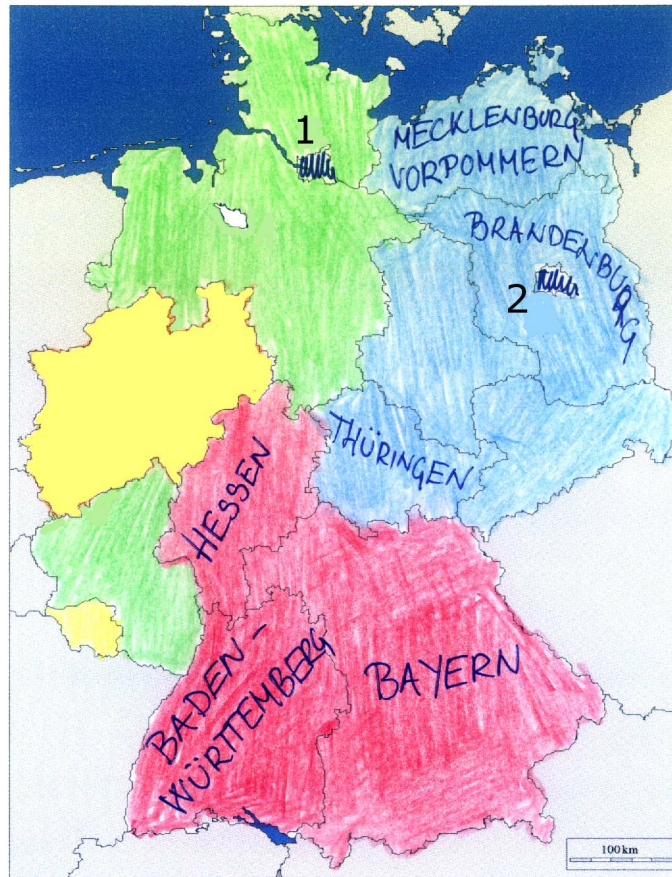 1
MECKLENBURG
VORPOMMERN
BRANDENBURG
2
THÜRINGEN
HESSEN
BADEN-
WÜRTTEMBERG
BAYERN
100 km